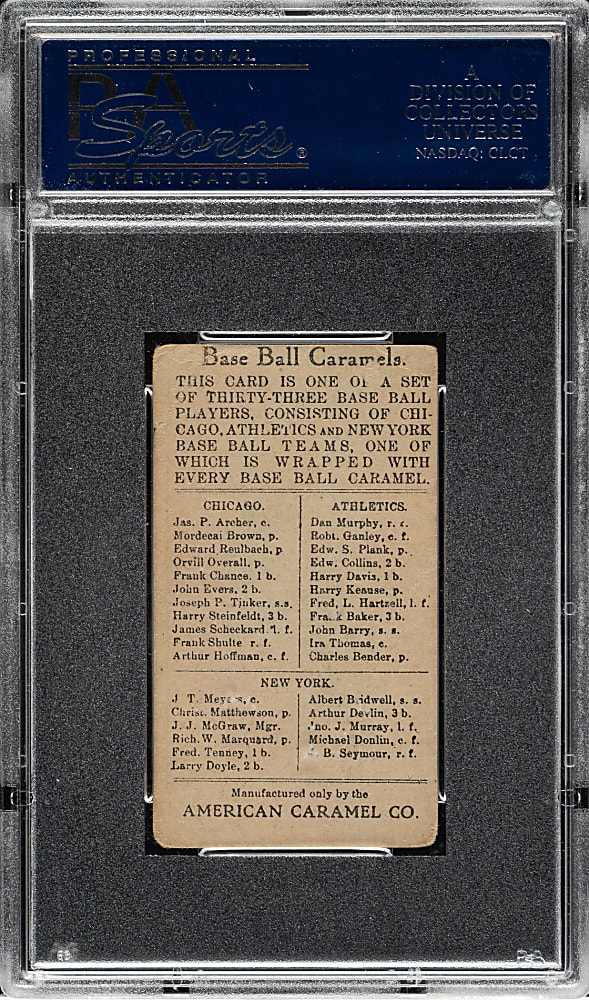 PROFESSIONAL
PSA
Sports®
AUTHENTICATOR
A
DIVISION OF
COLLECTORS
UNIVERSE
NASDAQ: CLCT
Base Ball Caramels.
THIS CARD IS ONE OF A SET
OF THIRTY-THREE BASE BALL
PLAYERS, CONSISTING OF CHI-
CAGO, ATHLETICS AND NEW YORK
BASE BALL TEAMS, ONE OF
WHICH IS WRAPPED WITH
EVERY BASE BALL CARAMEL.
CHICAGO.
Jas. P. Archer, c.
Mordecai Brown, p.
Edward Reulbach, p
Orvill Overall, p.
Frank Chance. 1 b.
John Evers, 2 b.
Joseph P. Tinker, s.s.
Harry Steinfeldt, 3 b.
James Scheckard. l. f.
Frank Shulte r. f.
Arthur Hoffman, c. f.
ATHLETICS.
Dan Murphy, r. f.
Robt. Ganley, c. f.
Edw. S. Plank, p.
Edw. Collins, 2 b.
Harry Davis, 1 b.
Harry Keause, p.
Fred, L. Hartzell, l. f.
Frank Baker, 3 b.
John Barry, s. s.
Ira Thomas, c.
Charles Bender, p.
NEW YORK.
J. T. Meyers, c.
Christ. Matthewson, p.
J. J. McGraw, Mgr.
Rich. W. Marquard, p.
Fred. Tenney, 1 b.
Larry Doyle, 2 b.
Albert Bridwell, s. s.
Arthur Devlin, 3 b.
Jno. J. Murray, l. f.
Michael Donlin, c. f.
B. Seymour, r. f.
Manufactured only by the
AMERICAN CARAMEL CO.
PSA